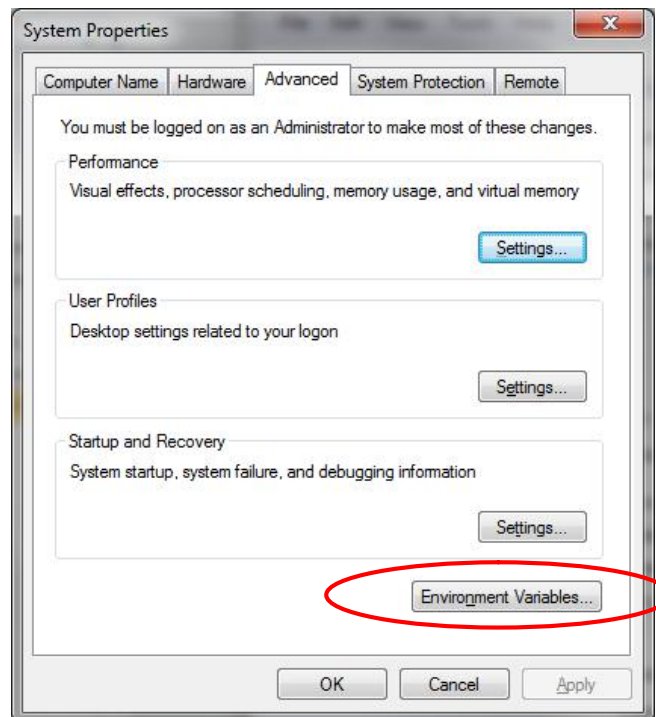 System Properties
Computer Name Hardware Advanced System Protection Remote
You must be logged on as an Administrator to make most of these changes.
Performance
Visual effects, processor scheduling, memory usage, and virtual memory
Settings...
User Profiles
Desktop settings related to your logon
Settings...
Startup and Recovery
System startup, system failure, and debugging information
Settings...
Environment Variables...
OK Cancel Apply